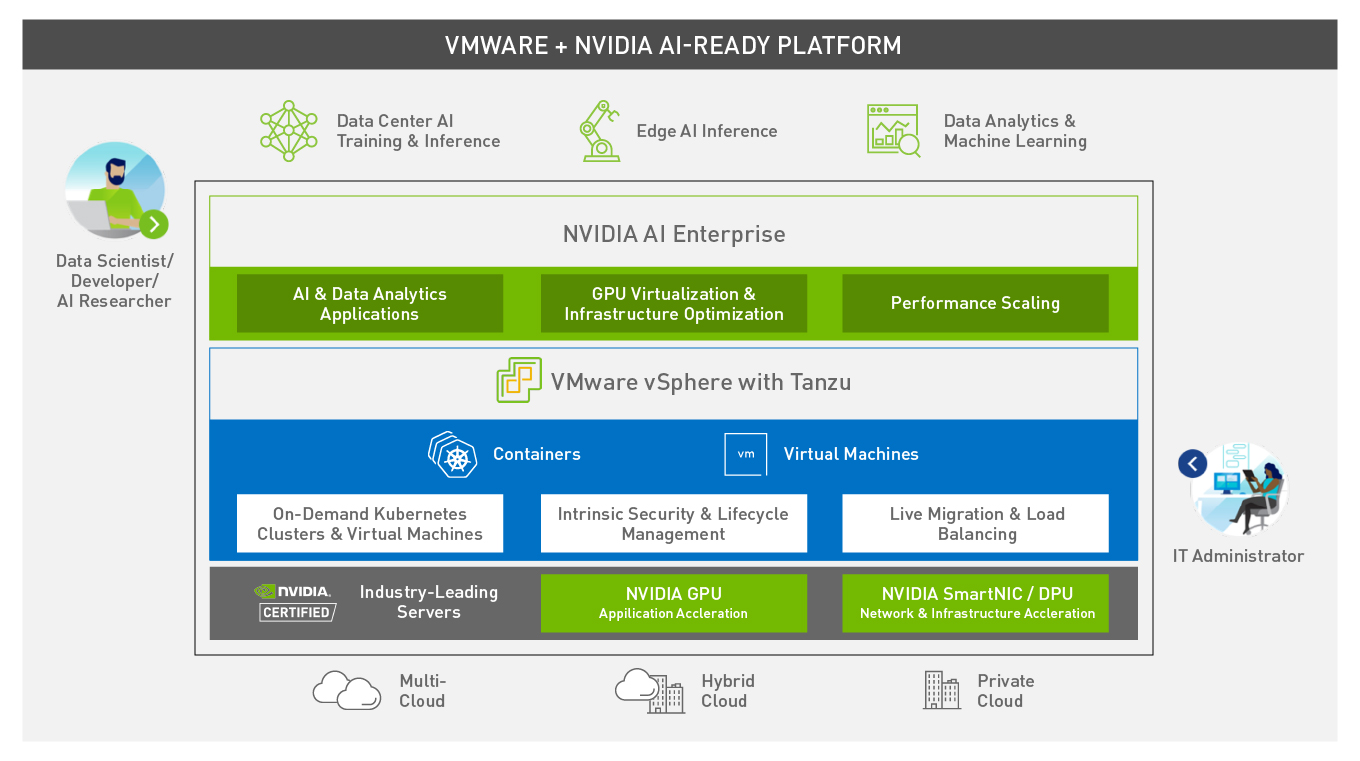 VMWARE + NVIDIA AI-READY PLATFORM
Data Center AI
Training & Inference
Edge AI Inference
Data Analytics &
Machine Learning
Data Scientist/
Developer/
AI Researcher
NVIDIA AI Enterprise
AI & Data Analytics
Applications
GPU Virtualization &
Infrastructure Optimization
Performance Scaling
VMware vSphere with Tanzu
Containers
vm
Virtual Machines
On-Demand Kubernetes
Clusters & Virtual Machines
Intrinsic Security & Lifecycle
Management
Live Migration & Load
Balancing
IT Administrator
NVIDIA.
CERTIFIED
Industry-Leading
Servers
NVIDIA GPU
Appilication Accleration
NVIDIA SmartNIC / DPU
Network & Infrastructure Accleration
Multi-
Cloud
Hybrid
Cloud
Private
Cloud